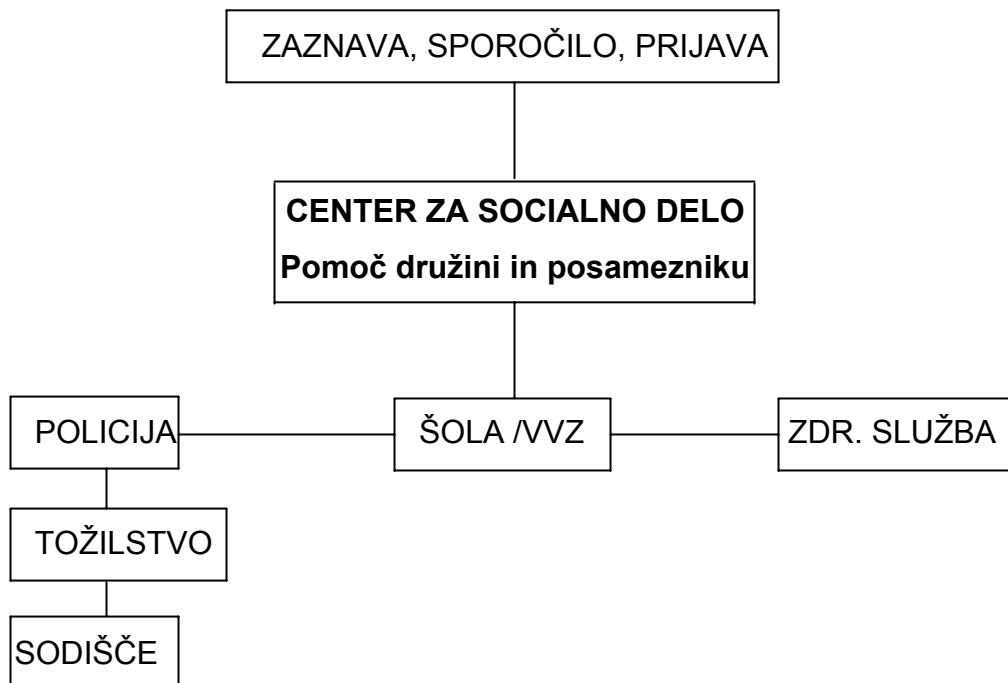 ZAZNAVA, SPOROČILO, PRIJAVA
CENTER ZA SOCIALNO DELO
Pomoč družini in posamezniku
POLICIJA
ŠOLA /VVZ
ZDR. SLUŽBA
TOŽILSTVO
SODIŠČE